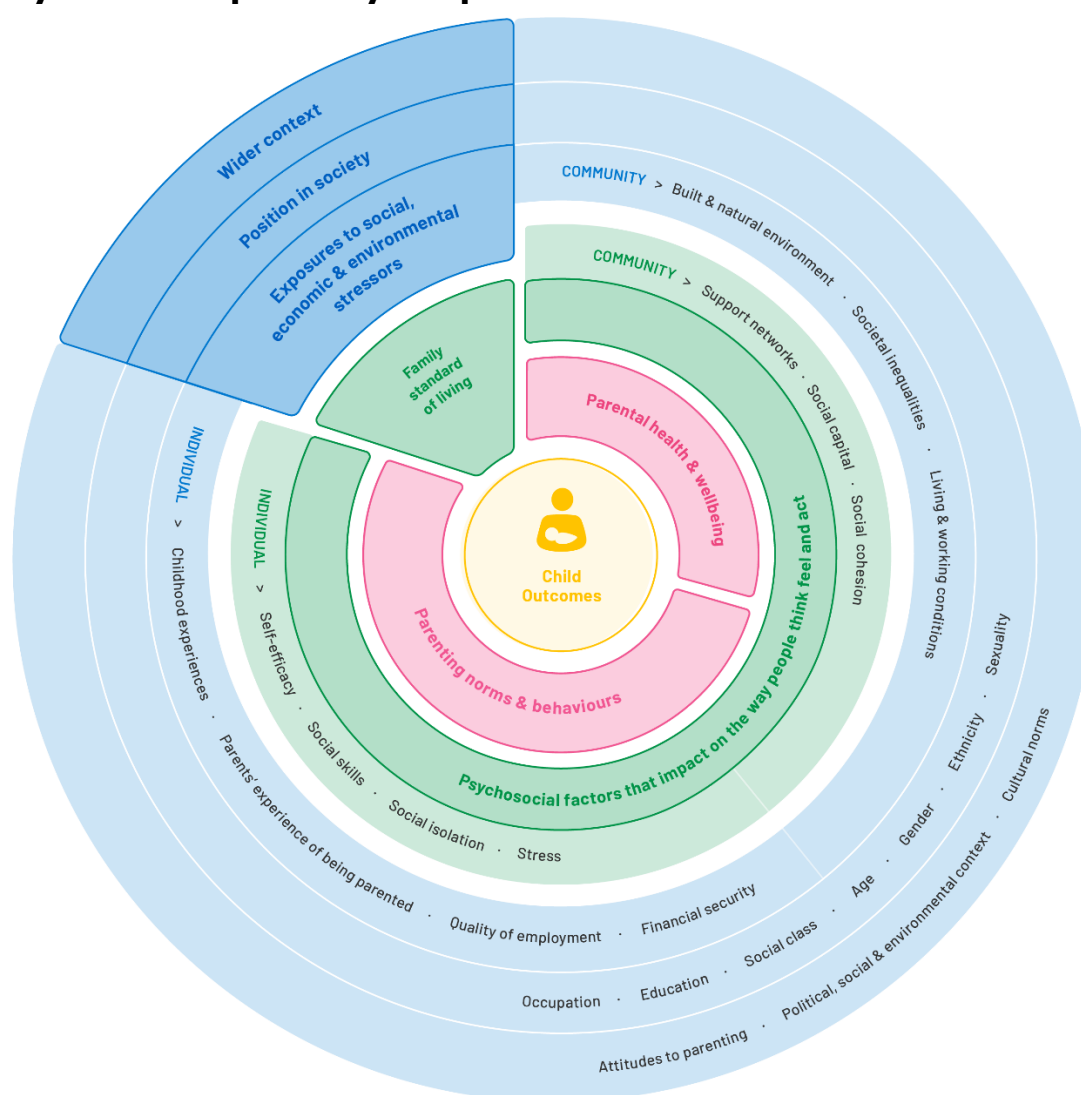 Wider context
Position in society
Exposures to social,
economic & environmental
stressors
Family
standard
of living
COMMUNITY > Built & natural environment · Societal inequalities · Living & working conditions
COMMUNITY > Support networks · Social capital · Social cohesion
Parental health & wellbeing
Child
Outcomes
Parenting norms & behaviours
Psychosocial factors that impact on the way people think feel and act
INDIVIDUAL > Self-efficacy · Social skills · Social isolation · Stress
INDIVIDUAL > Childhood experiences · Parents' experience of being parented · Quality of employment · Financial security
Occupation · Education · Social class · Age · Gender · Ethnicity · Sexuality
Attitudes to parenting · Political, social & environmental context · Cultural norms